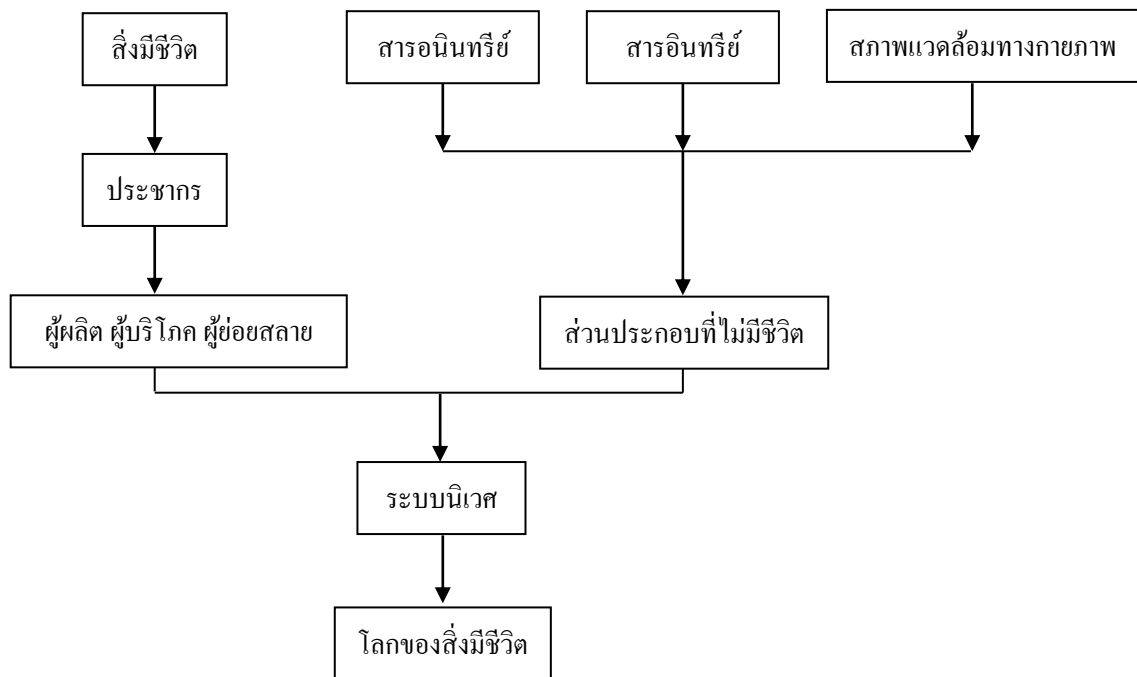 สิ่งมีชีวิต
สารอนินทรีย์
สารอินทรีย์
สภาพแวดล้อมทางกายภาพ
ประชากร
ผู้ผลิต ผู้บริโภค ผู้ย่อยสลาย
ส่วนประกอบที่ไม่มีชีวิต
ระบบนิเวศ
โลกของสิ่งมีชีวิต